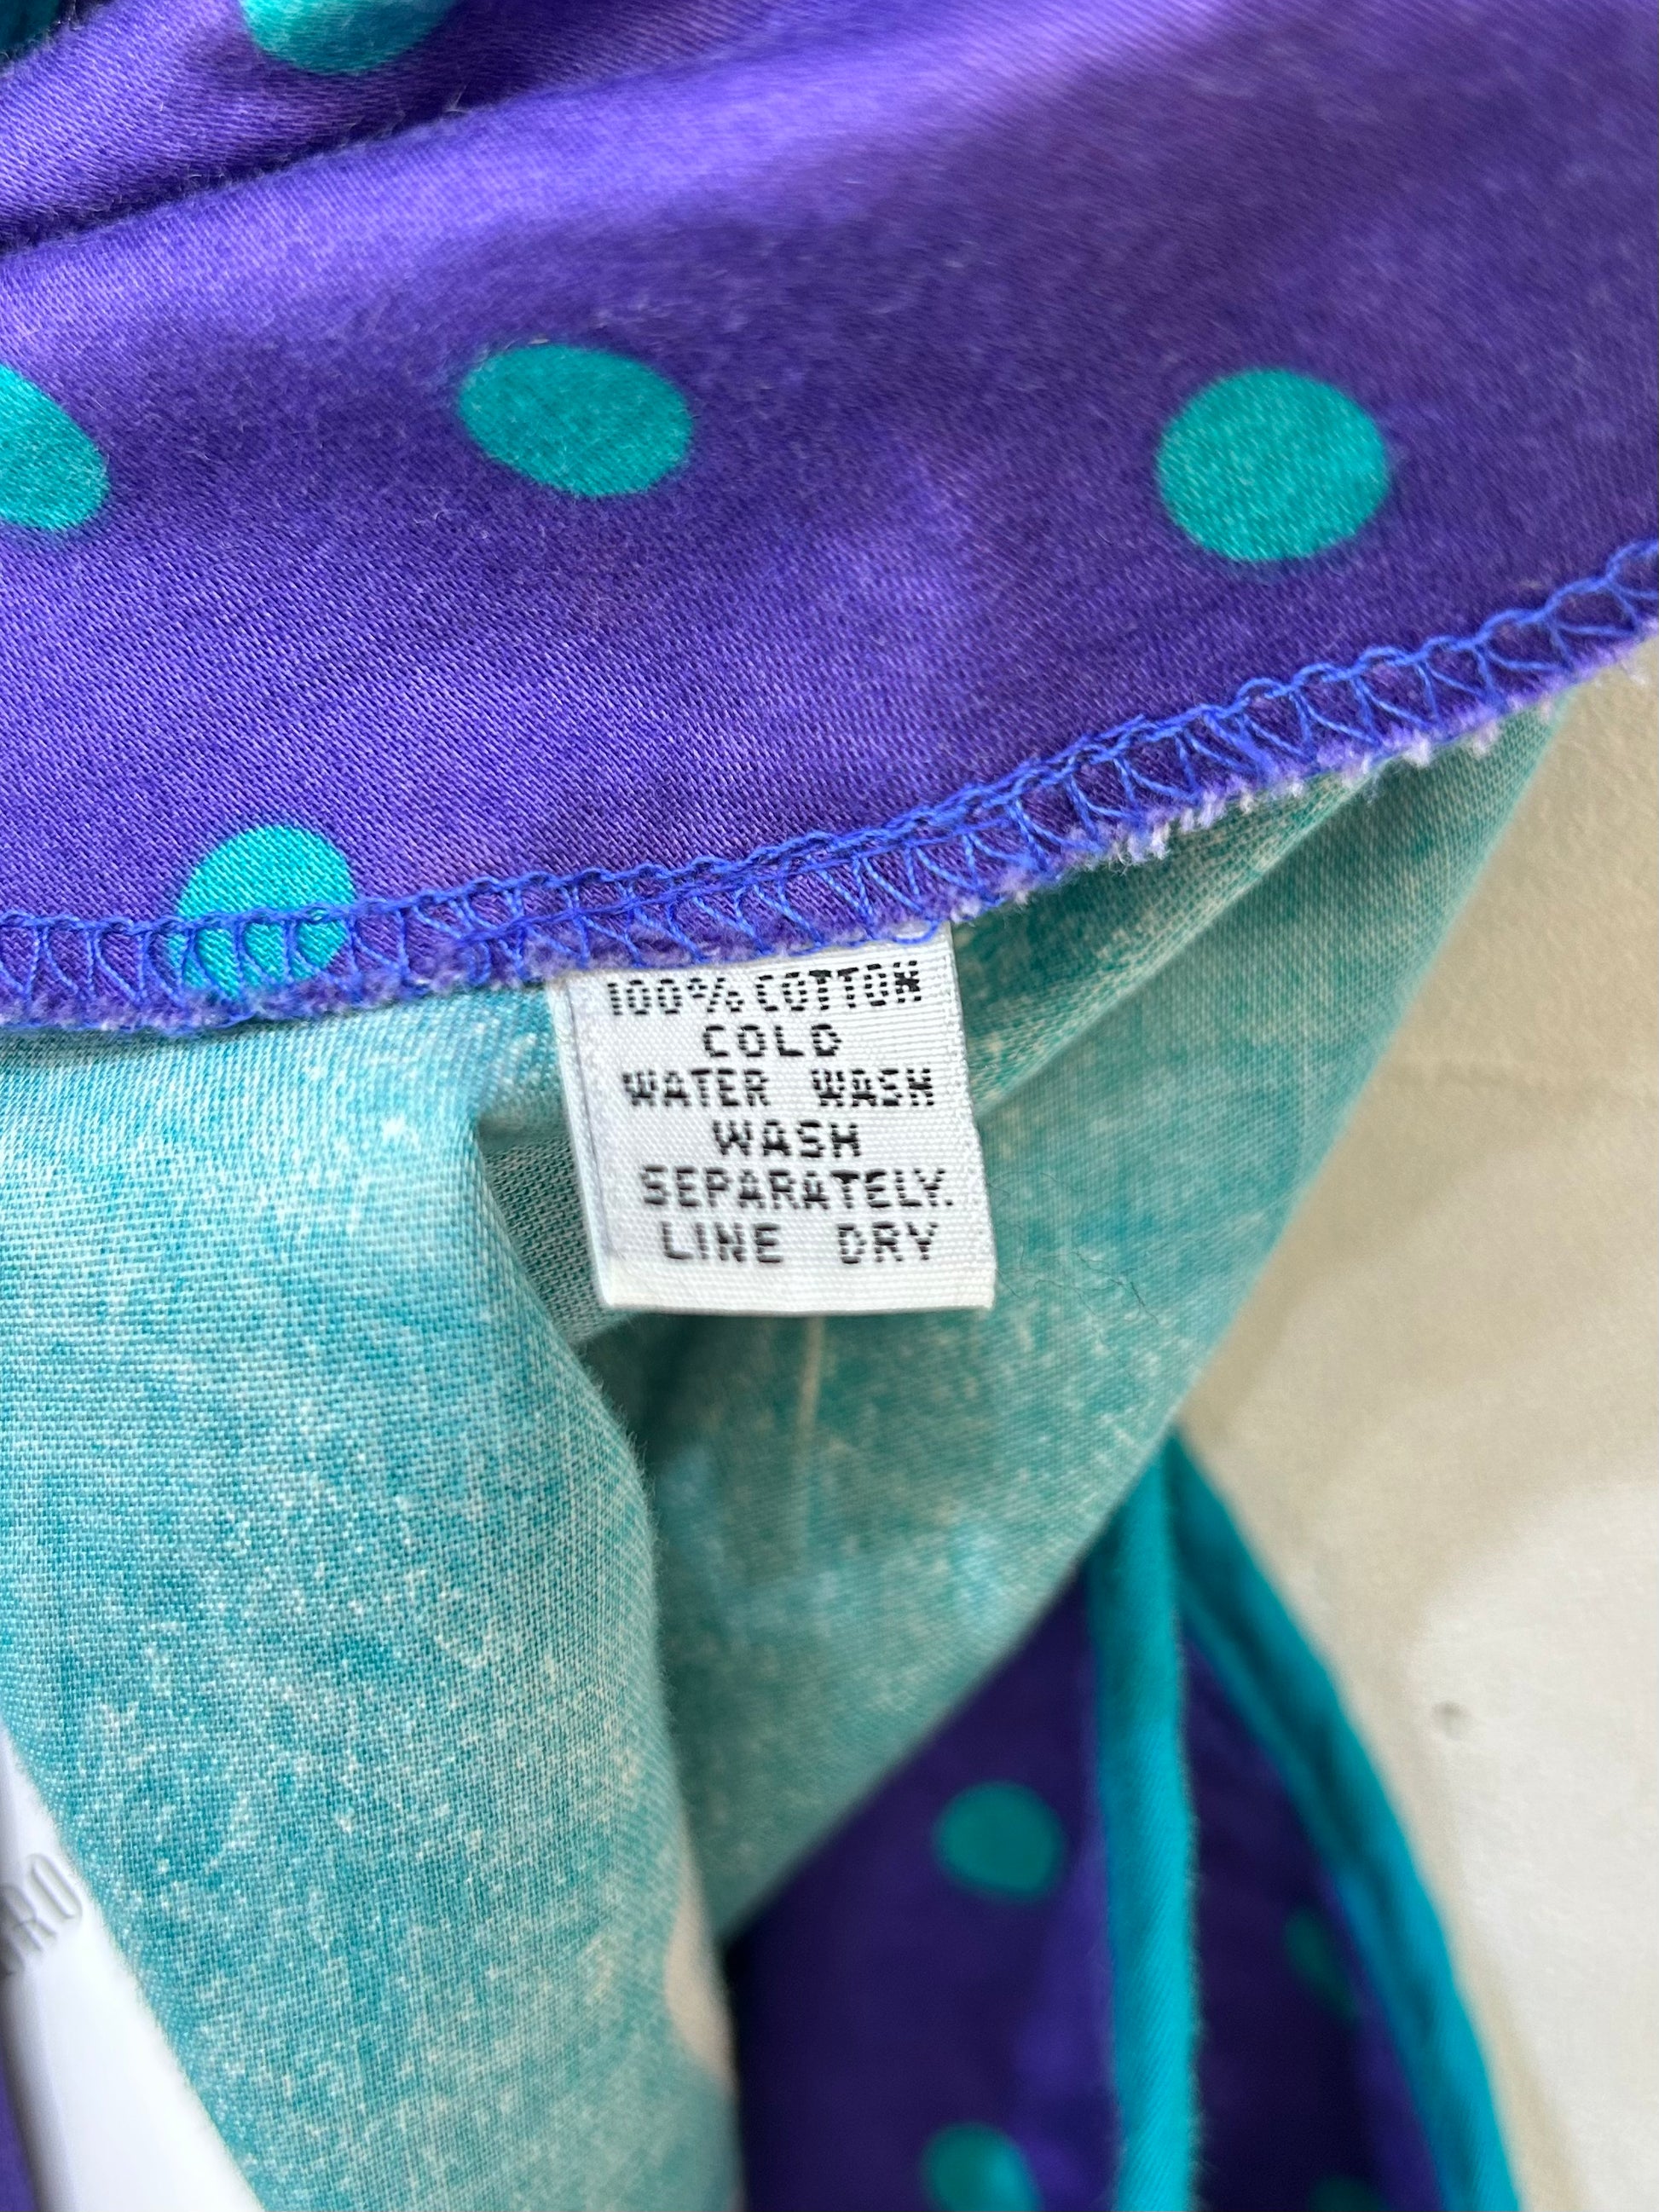 100% COTTON
COLD
WATER WASH
WASH
SEPARATELY.
LINE DRY